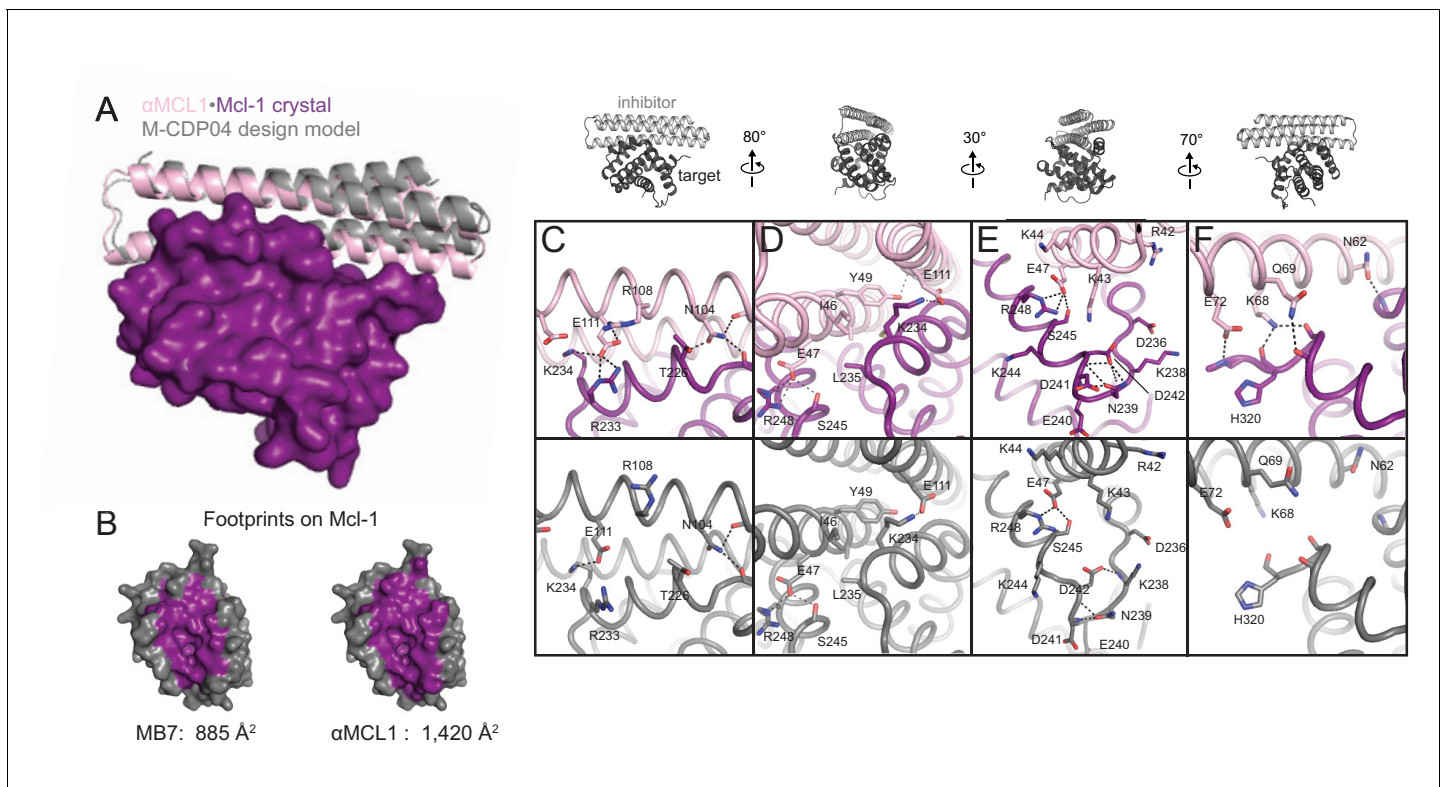 A
αMCL1•Mcl-1 crystal
M-CDP04 design model
inhibitor
target
80°
30°
70°
B
Footprints on Mcl-1
MB7: 885 Å²
αMCL1 : 1,420 Å²
C
R108
E111
N104
K234
T226
R233
D
Y49
E111
I46
K234
E47
L235
R248
S245
E
K44
R42
E47
K43
R248
S245
D236
K244
K238
D241
D242
N239
E240
F
N62
Q69
E72
K68
H320
R108
N104
E111
K234
T226
R233
Y49
E111
I46
K234
E47
L235
R248
S245
K44
R42
E47
K43
R248
S245
D236
K244
D242
K238
N239
D241
E240
Q69
N62
E72
K68
H320